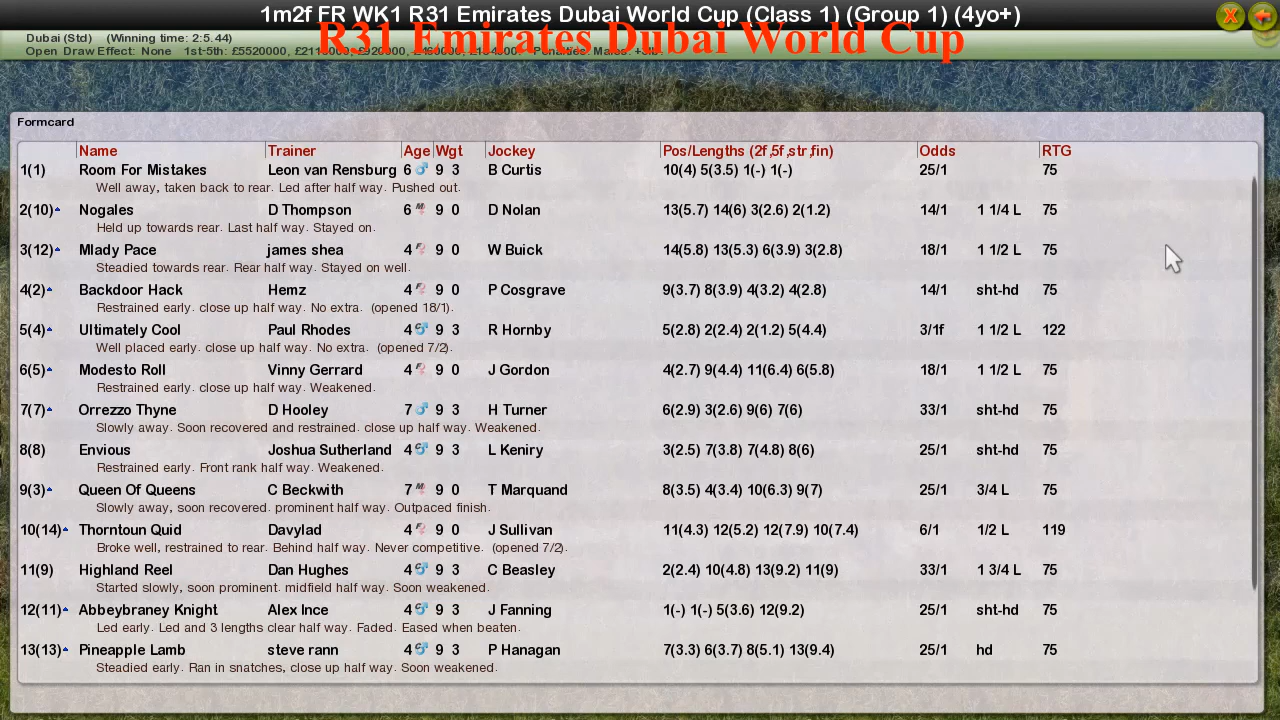 1m2f FR WK1 R31 Emirates Dubai World Cup (Class 1) (Group 1) (4yo+)
R31 Emirates Dubai World Cup
Dubai (Std) (Winning time: 2:5.44)
Open Draw Effect: None 1st-5th: £5520000, Penalties: Males: +3lb.
Formcard
Name Trainer Age Wgt Jockey Pos/Lengths (2f,5f,str,fin) Odds RTG
1(1) Room For Mistakes Leon van Rensburg 6 9 3 B Curtis 10(4) 5(3.5) 1(-) 1(-) 25/1 75
Well away, taken back to rear. Led after half way. Pushed out.
2(10) Nogales D Thompson 6 9 0 D Nolan 13(5.7) 14(6) 3(2.6) 2(1.2) 14/1 1 1/4 L 75
Held up towards rear. Last half way. Stayed on.
3(12) Mlady Pace james shea 4 9 0 W Buick 14(5.8) 13(5.3) 6(3.9) 3(2.8) 18/1 1 1/2 L 75
Steadied towards rear. Rear half way. Stayed on well.
4(2) Backdoor Hack Hemz 4 9 0 P Cosgrave 9(3.7) 8(3.9) 4(3.2) 4(2.8) 14/1 sht-hd 75
Restrained early. close up half way. No extra. (opened 18/1).
5(4) Ultimately Cool Paul Rhodes 4 9 3 R Hornby 5(2.8) 2(2.4) 2(1.2) 5(4.4) 3/1f 1 1/2 L 122
Well placed early. close up half way. No extra. (opened 7/2).
6(5) Modesto Roll Vinny Gerrard 4 9 0 J Gordon 4(2.7) 9(4.4) 11(6.4) 6(5.8) 18/1 1 1/2 L 75
Restrained early. close up half way. Weakened.
7(7) Orrezzo Thyne D Hooley 7 9 3 H Turner 6(2.9) 3(2.6) 9(6) 7(6) 33/1 sht-hd 75
Slowly away. Soon recovered and restrained. close up half way. Weakened.
8(8) Envious Joshua Sutherland 4 9 3 L Keniry 3(2.5) 7(3.8) 7(4.8) 8(6) 25/1 sht-hd 75
Restrained early. Front rank half way. Weakened.
9(3) Queen Of Queens C Beckwith 7 9 0 T Marquand 8(3.5) 4(3.4) 10(6.3) 9(7) 25/1 3/4 L 75
Slowly away, soon recovered. prominent half way. Outpaced finish.
10(14) Thorntoun Quid Davylad 4 9 0 J Sullivan 11(4.3) 12(5.2) 12(7.9) 10(7.4) 6/1 1/2 L 119
Broke well, restrained to rear. Behind half way. Never competitive. (opened 7/2).
11(9) Highland Reel Dan Hughes 4 9 3 C Beasley 2(2.4) 10(4.8) 13(9.2) 11(9) 33/1 1 3/4 L 75
Started slowly, soon prominent. midfield half way. Soon weakened.
12(11) Abbeybraney Knight Alex Ince 4 9 3 J Fanning 1(-) 1(-) 5(3.6) 12(9.2) 25/1 sht-hd 75
Led early. Led and 3 lengths clear half way. Faded. Eased when beaten.
13(13) Pineapple Lamb steve rann 4 9 3 P Hanagan 7(3.3) 6(3.7) 8(5.1) 13(9.4) 25/1 hd 75
Steadied early. Ran in snatches, close up half way. Soon weakened.